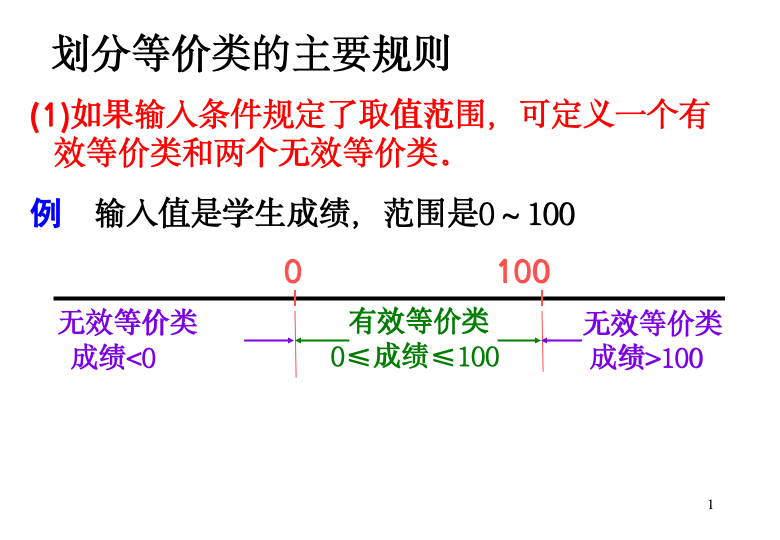 划分等价类的主要规则
(1)如果输入条件规定了取值范围，可定义一个有
效等价类和两个无效等价类。
例 输入值是学生成绩，范围是0～100
0 100
无效等价类 有效等价类 无效等价类
成绩<0 0≤成绩≤100 成绩>100
1